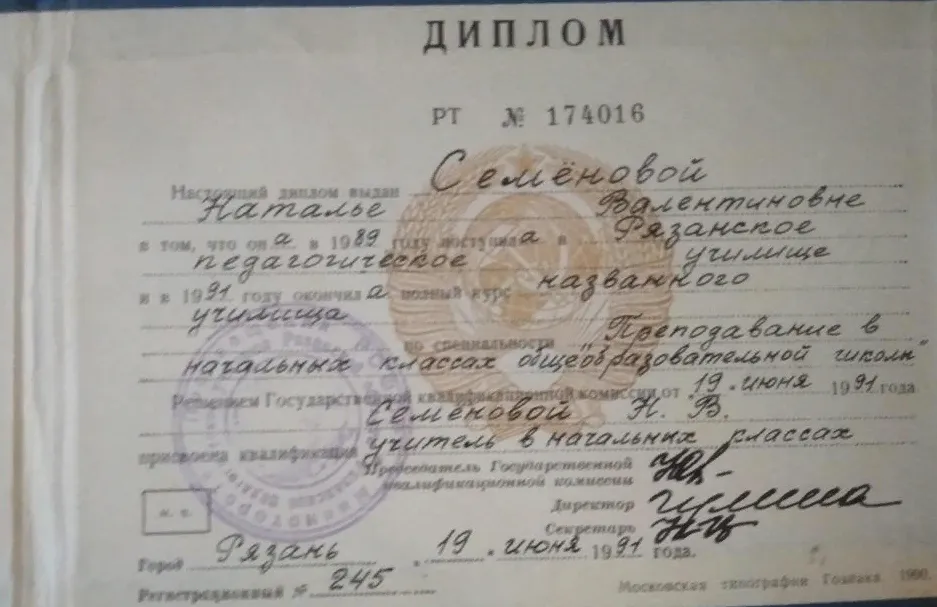 ДИПЛОМ
РТ № 174016
Настоящий диплом выдан Семёновой
Наталье Валентиновне
в том, что она в 1989 году поступила в Рязанское
педагогическое училище
и в 1991 году окончила полный курс названного
училища
по специальности "Преподавание в
начальных классах общеобразовательной школы"
Решением Государственной квалификационной комиссии от 19 июня 1991 года
Семёновой Н. В.
присвоена квалификация учитель в начальных классах
Председатель Государственной
квалификационной комиссии
Директор
Секретарь
м. п.
Город Рязань 19 июня 1991 года.
Регистрационный № 245
Московская типография Гознака. 1990.